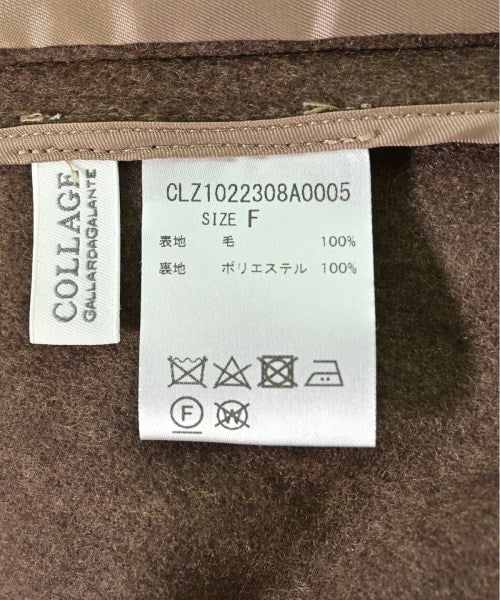 COLLAGE
GALLARDAGALANTE
CLZ1022308A0005
SIZE F
表地 毛 100%
裏地 ポリエステル 100%
F W